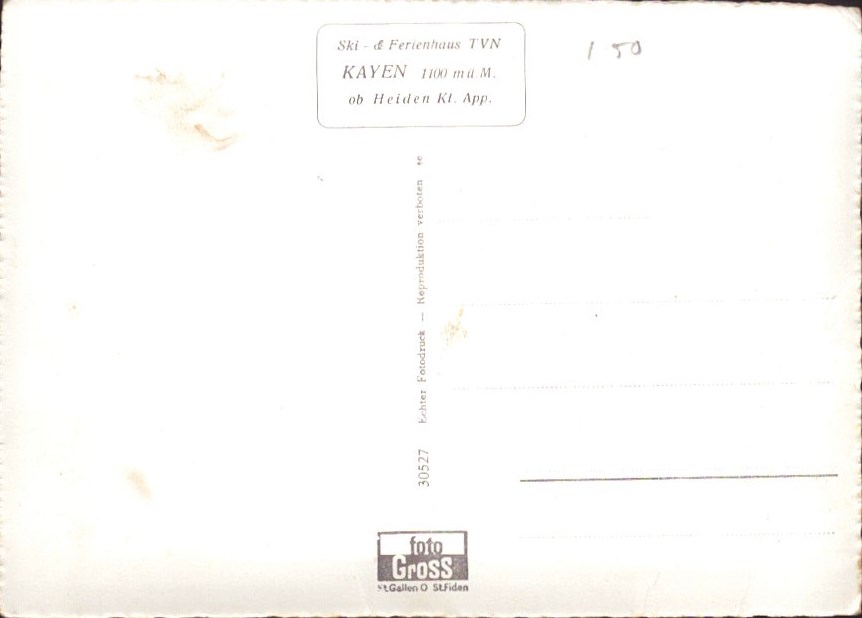 Ski - & Ferienhaus TVN
KAYEN 1100 m ü. M.
ob Heiden Kt. App.
1 50
30527 Echter Fotodruck — Reproduktion verboten
foto
Gross
St.Gallen O St.Fiden